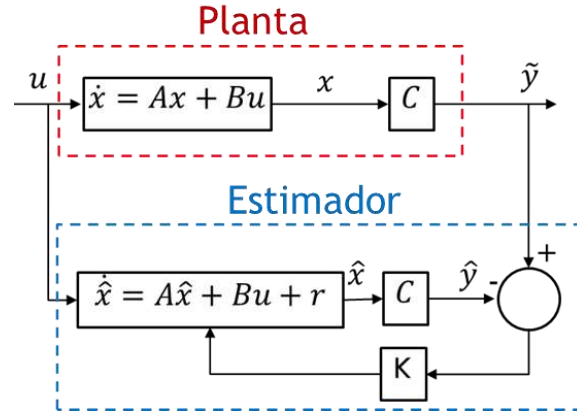 Planta
u
ẋ = Ax + Bu
x
C
ỹ
Estimador
+
x̂̇ = Ax̂ + Bu + r
x̂
C
ŷ
-
K